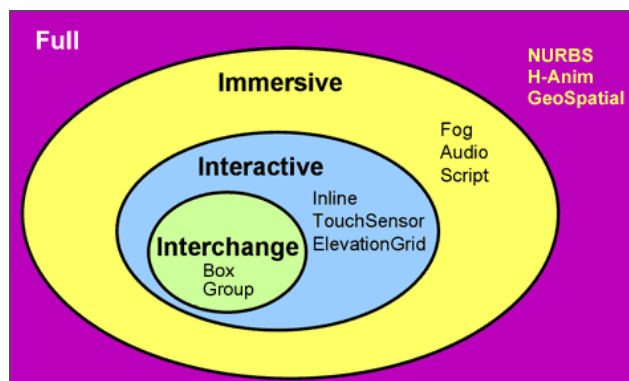 Full
NURBS
H-Anim
GeoSpatial
Immersive
Fog
Audio
Script
Interactive
Inline
TouchSensor
ElevationGrid
Interchange
Box
Group